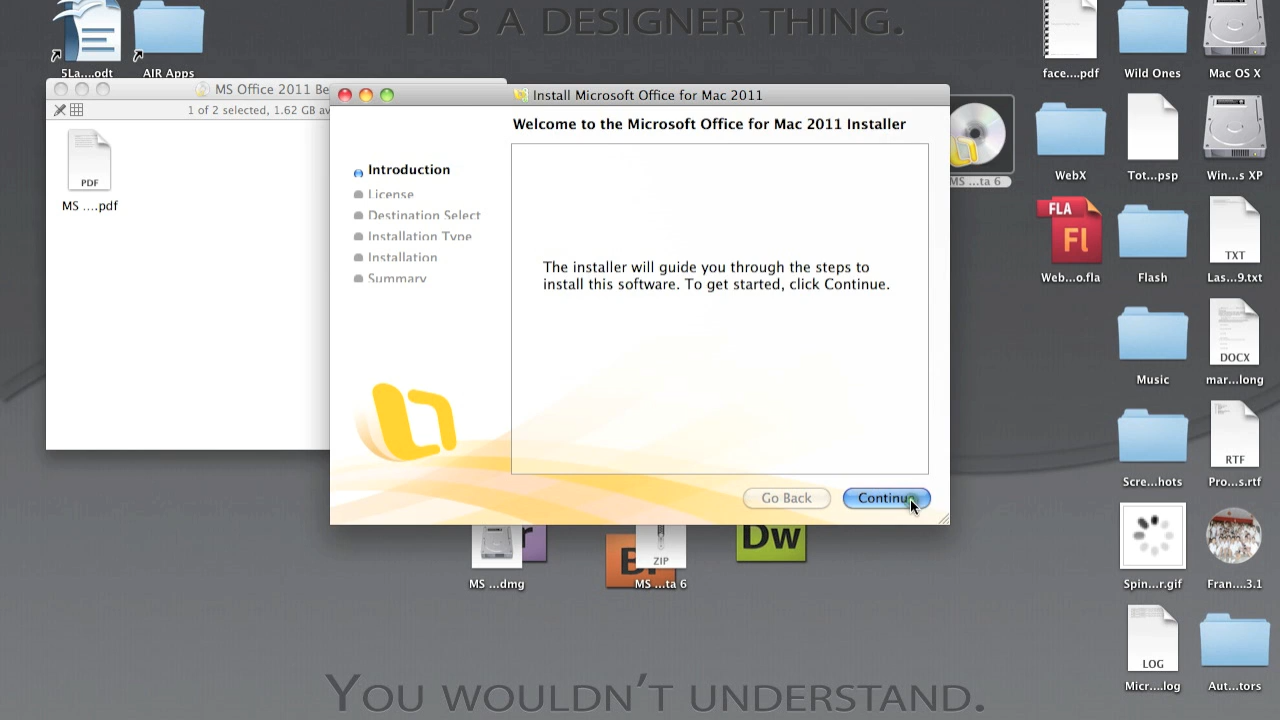 IT'S A DESIGNER THING.
5La....odt
AIR Apps
face....pdf
Wild Ones
Mac OS X
MS Office 2011 Be
1 of 2 selected, 1.62 GB av
PDF
MS ....pdf
Install Microsoft Office for Mac 2011
Welcome to the Microsoft Office for Mac 2011 Installer
Introduction
License
Destination Select
Installation Type
Installation
Summary
The installer will guide you through the steps to
install this software. To get started, click Continue.
Go Back
Continue
MS ...ta 6
WebX
Tot...psp
Win...s XP
FLA
Fl
TXT
Web...o.fla
Flash
Las...9.txt
DOCX
Music
mar...long
RTF
Scre...hots
Pro...s.rtf
Spin...r.gif
Fran....3.1
LOG
Micr....log
Aut...tors
r
Br
ZIP
Dw
MS ...dmg
MS ...ta 6
YOU WOULDN'T UNDERSTAND.